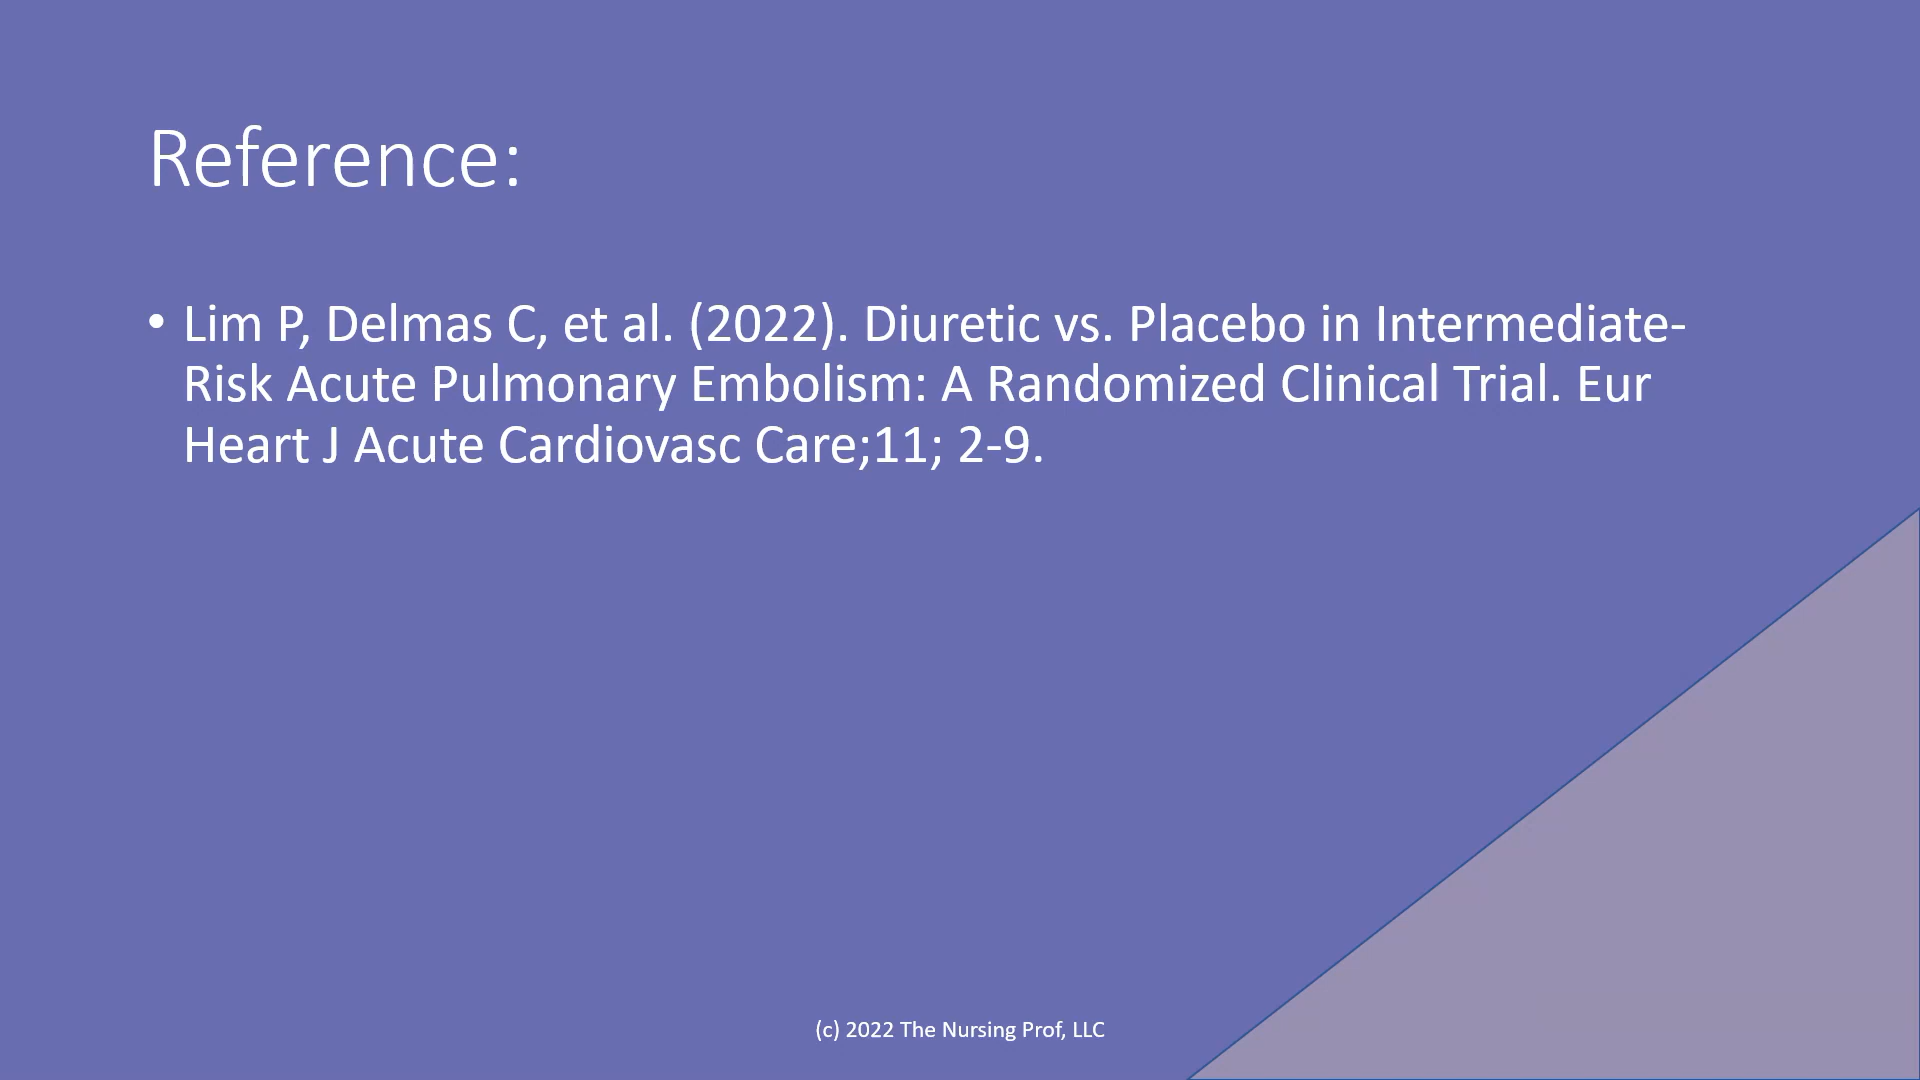 Reference:
• Lim P, Delmas C, et al. (2022). Diuretic vs. Placebo in Intermediate-
Risk Acute Pulmonary Embolism: A Randomized Clinical Trial. Eur
Heart J Acute Cardiovasc Care;11; 2-9.
(c) 2022 The Nursing Prof, LLC